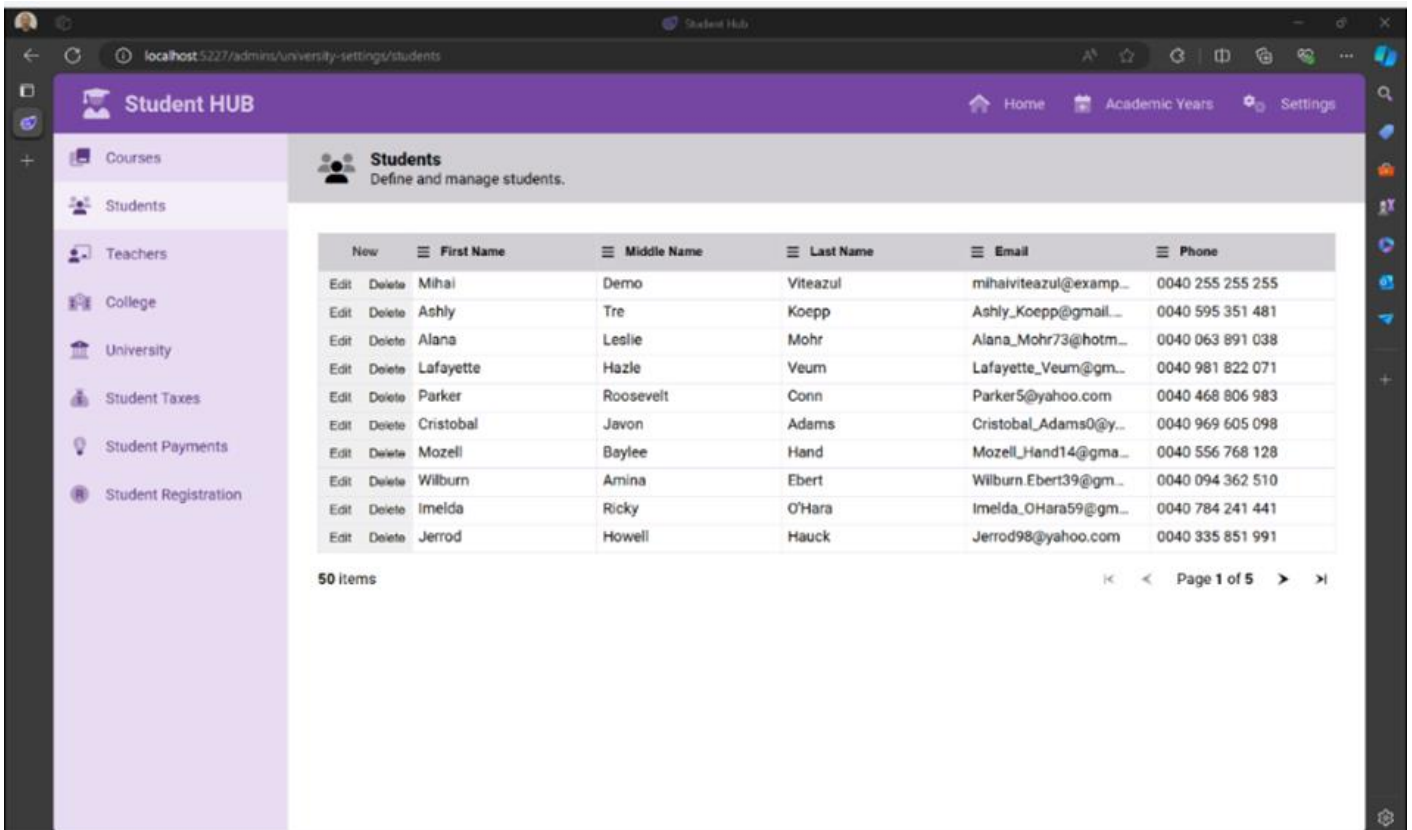 Student Hub
localhost:5227/admins/university-settings/students
Student HUB
Home Academic Years Settings
Courses
Students
Teachers
College
University
Student Taxes
Student Payments
Student Registration
Students
Define and manage students.
New First Name Middle Name Last Name Email Phone
Edit Delete Mihai Demo Viteazul mihaiviteazul@examp... 0040 255 255 255
Edit Delete Ashly Tre Koepp Ashly_Koepp@gmail.... 0040 595 351 481
Edit Delete Alana Leslie Mohr Alana_Mohr73@hotm... 0040 063 891 038
Edit Delete Lafayette Hazle Veum Lafayette_Veum@gm... 0040 981 822 071
Edit Delete Parker Roosevelt Conn Parker5@yahoo.com 0040 468 806 983
Edit Delete Cristobal Javon Adams Cristobal_Adams0@y... 0040 969 605 098
Edit Delete Mozell Baylee Hand Mozell_Hand14@gma... 0040 556 768 128
Edit Delete Wilburn Amina Ebert Wilburn.Ebert39@gm... 0040 094 362 510
Edit Delete Imelda Ricky O'Hara Imelda_OHara59@gm... 0040 784 241 441
Edit Delete Jerrod Howell Hauck Jerrod98@yahoo.com 0040 335 851 991
50 items
Page 1 of 5